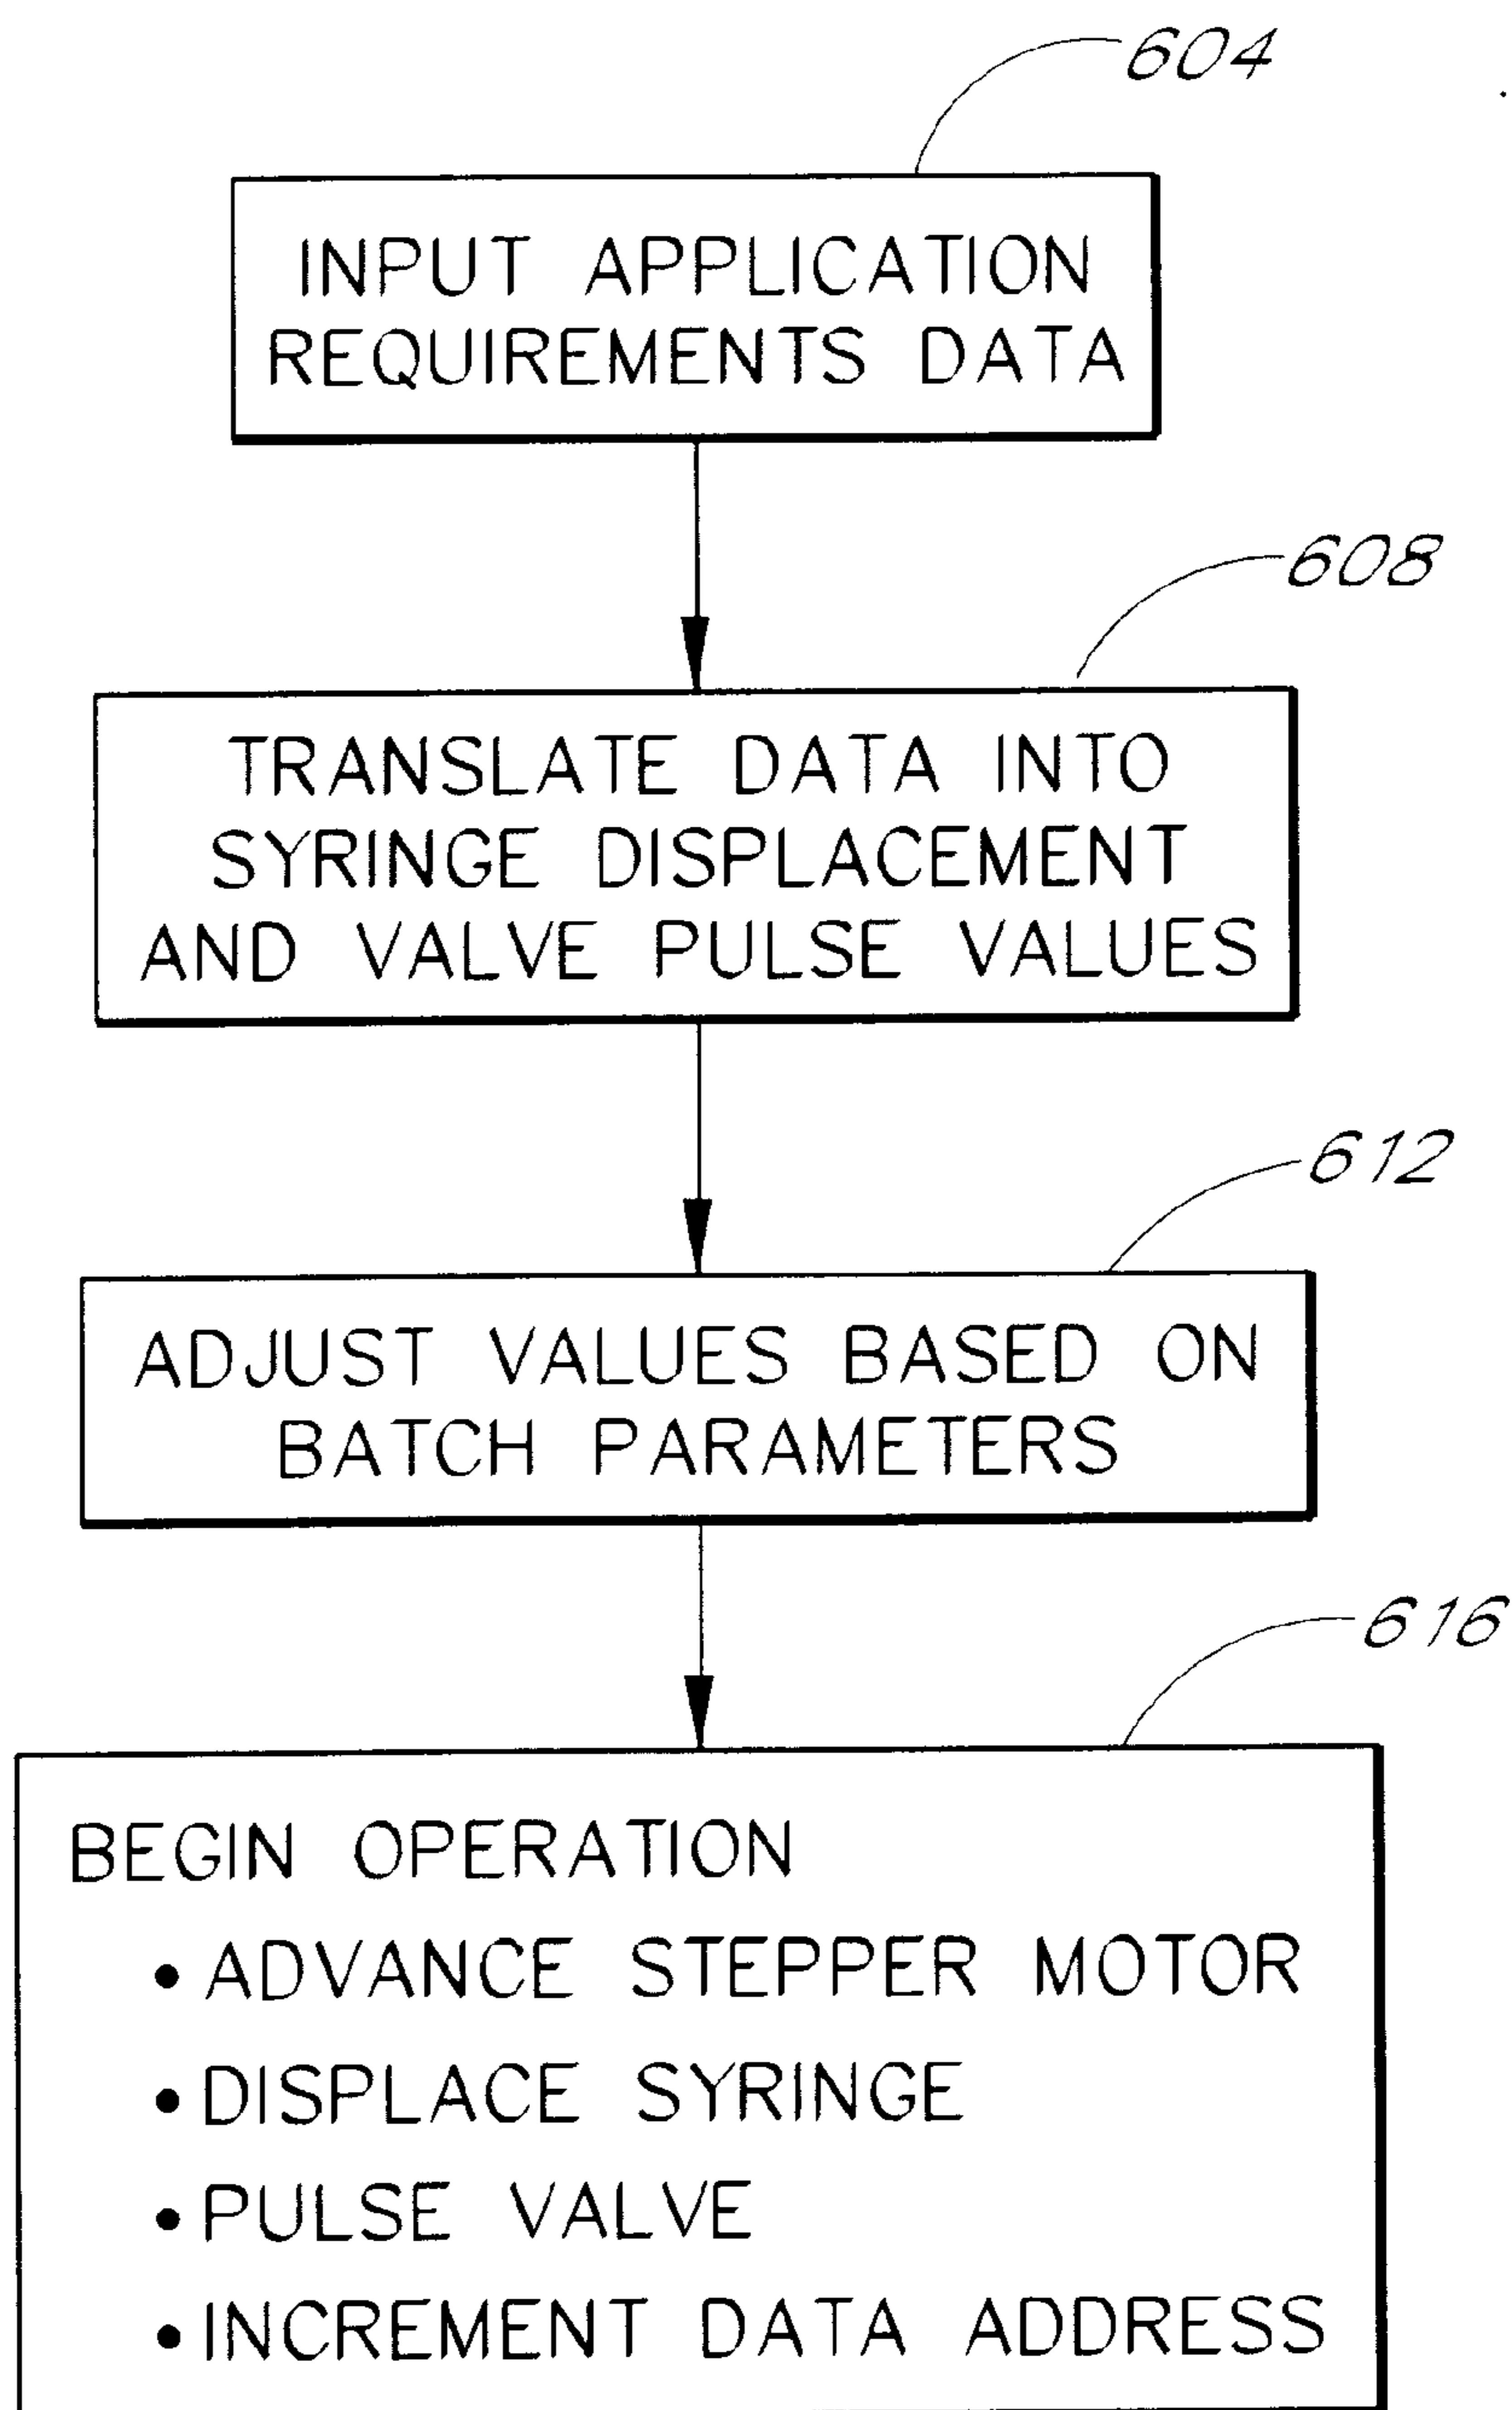 604
INPUT APPLICATION
REQUIREMENTS DATA
608
TRANSLATE DATA INTO
SYRINGE DISPLACEMENT
AND VALVE PULSE VALUES
612
ADJUST VALUES BASED ON
BATCH PARAMETERS
616
BEGIN OPERATION
• ADVANCE STEPPER MOTOR
• DISPLACE SYRINGE
• PULSE VALVE
• INCREMENT DATA ADDRESS